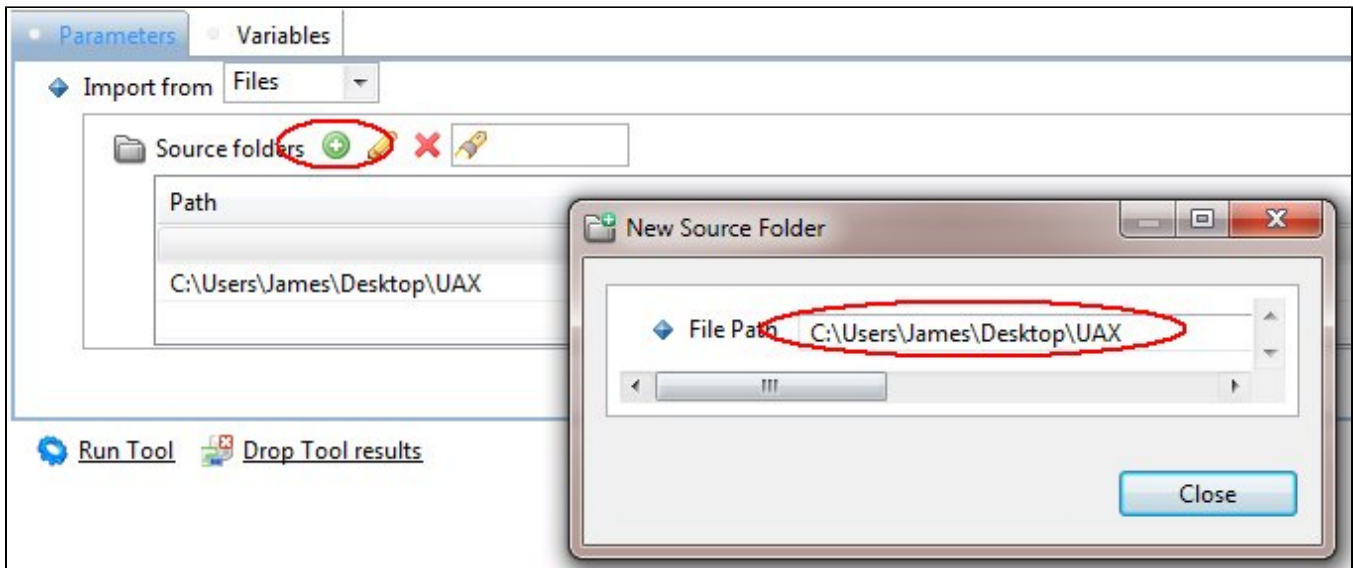 Parameters Variables
Import from Files
Source folders
Path
C:\Users\James\Desktop\UAX
Run Tool Drop Tool results
New Source Folder
File Path C:\Users\James\Desktop\UAX
Close